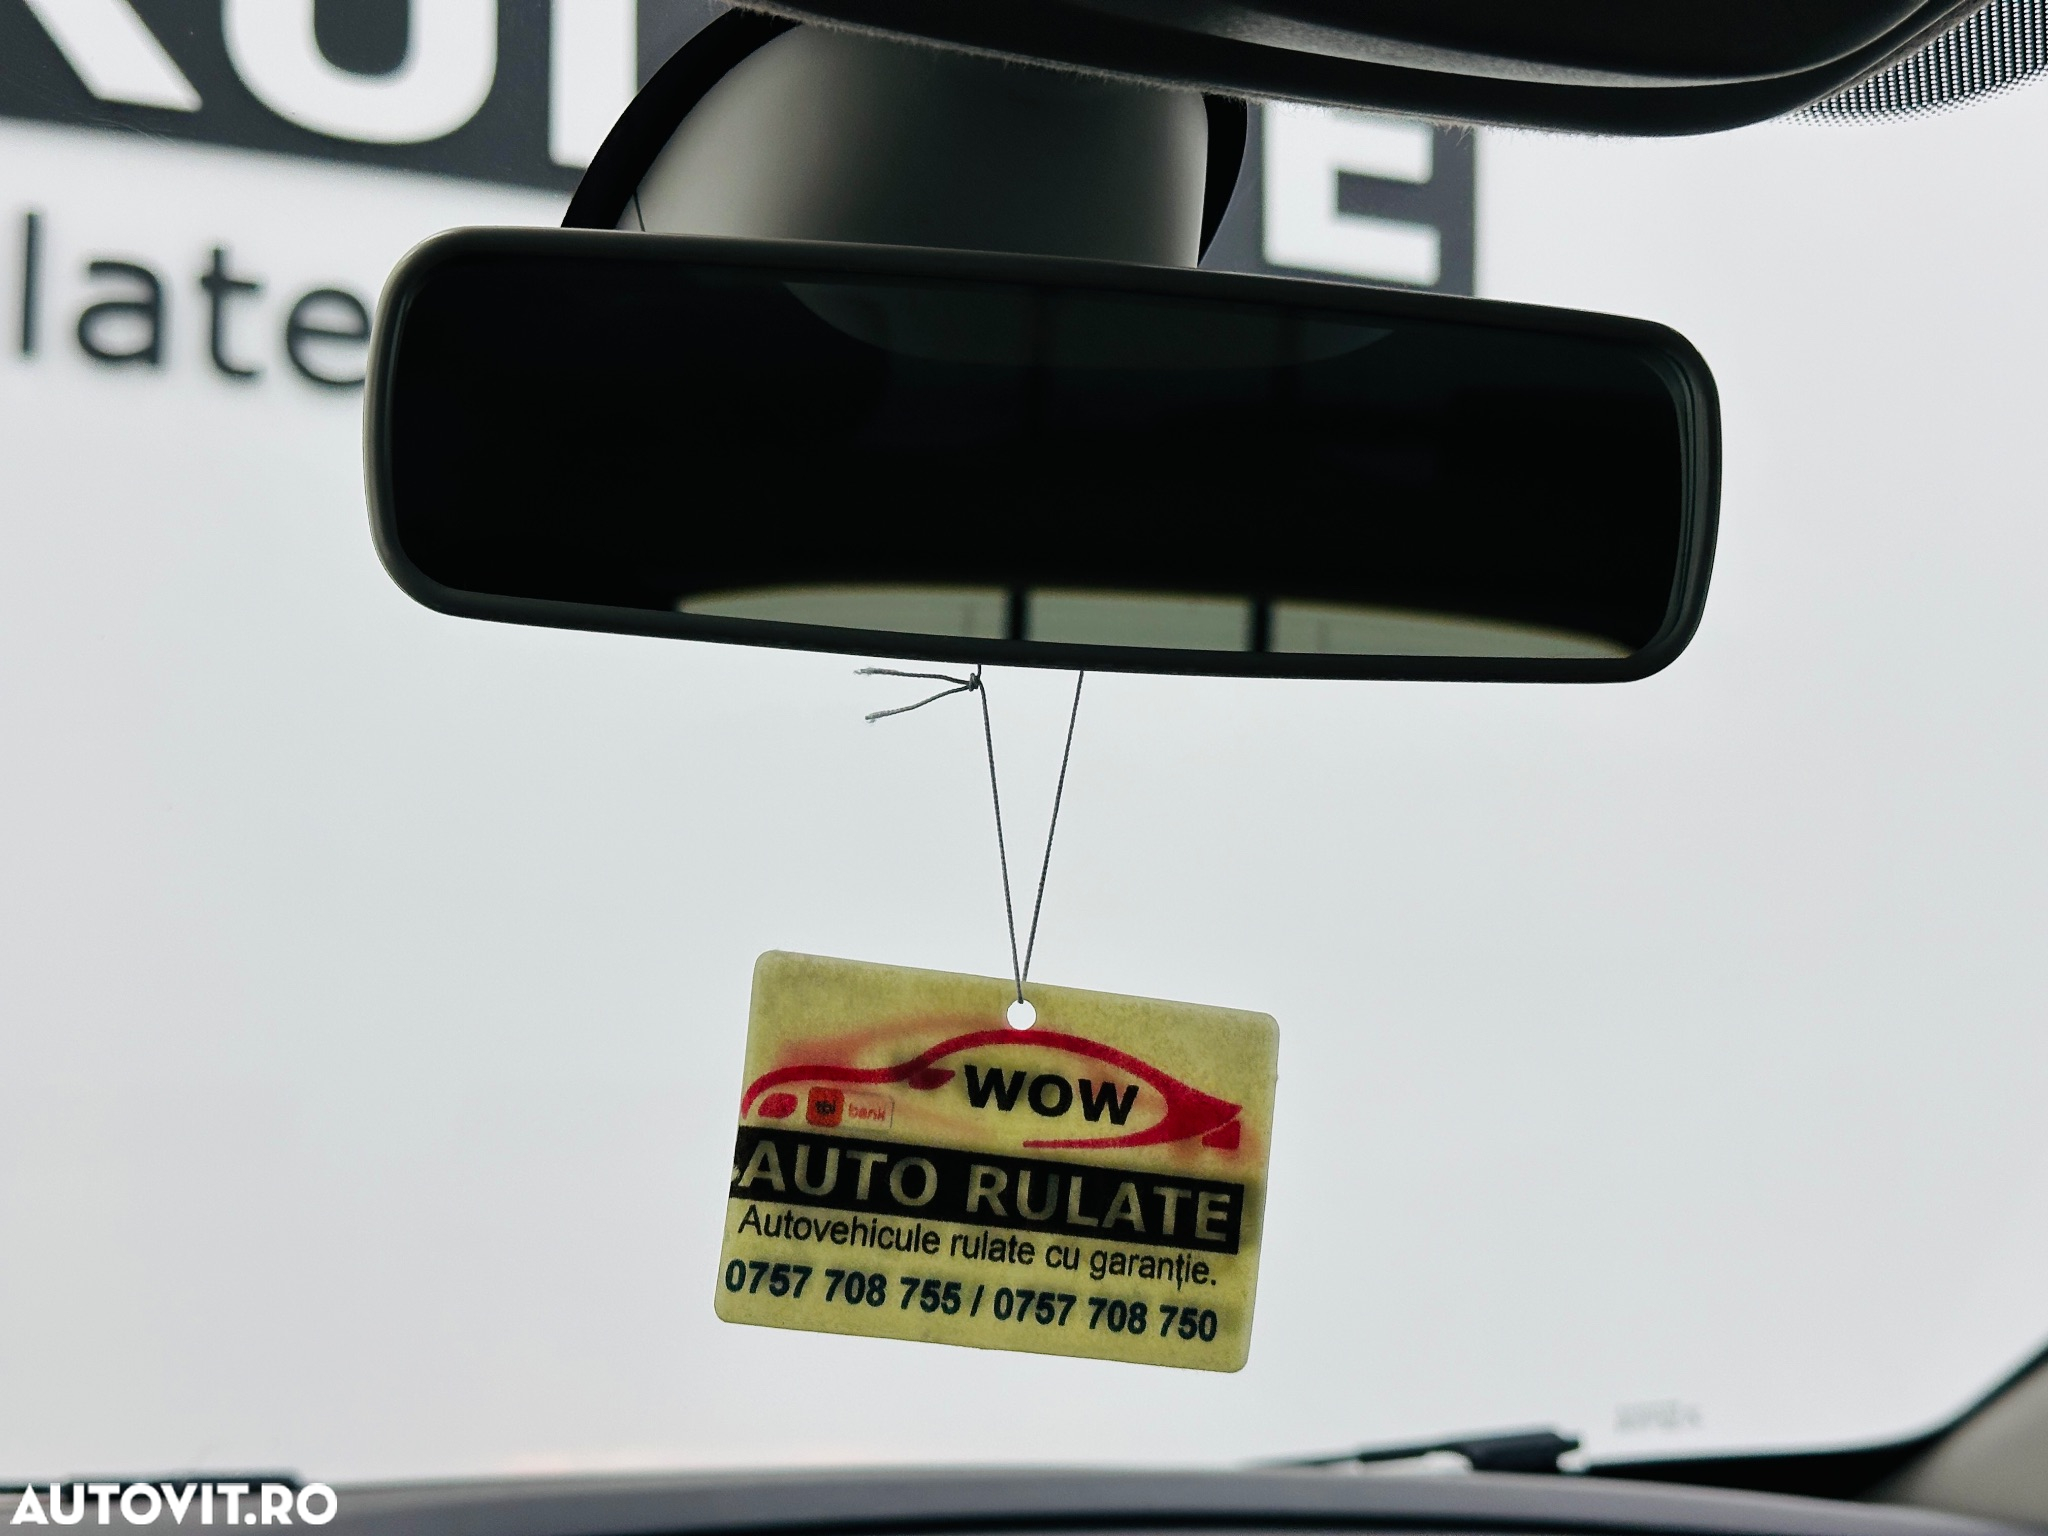 late
WOW
tbi bank
AUTO RULATE
Autovehicule rulate cu garanție.
0757 708 755 / 0757 708 750
AUTOVIT.RO